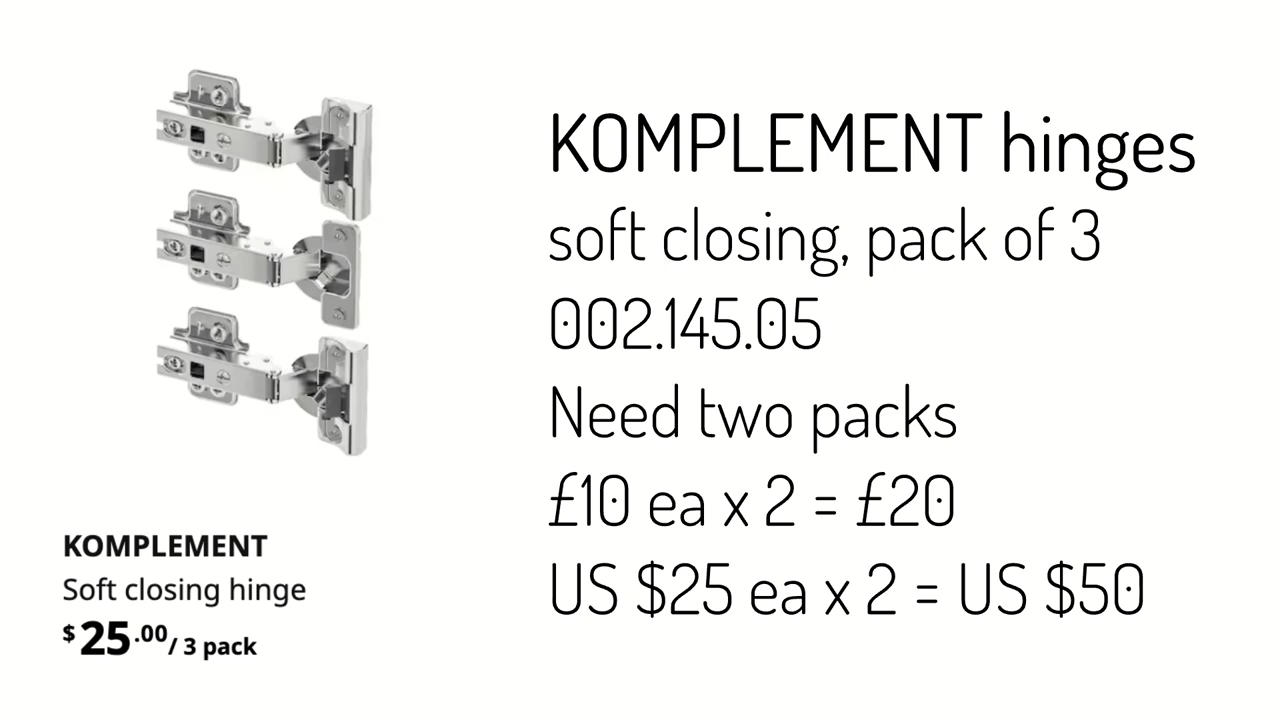 KOMPLEMENT hinges
soft closing, pack of 3
002.145.05
Need two packs
£10 ea x 2 = £20
US $25 ea x 2 = US $50
KOMPLEMENT
Soft closing hinge
$25.00/ 3 pack